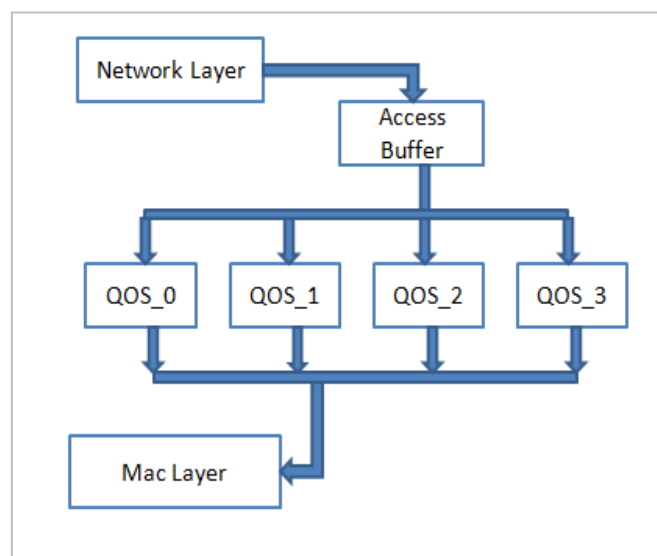 Network Layer
Access
Buffer
QOS_0
QOS_1
QOS_2
QOS_3
Mac Layer